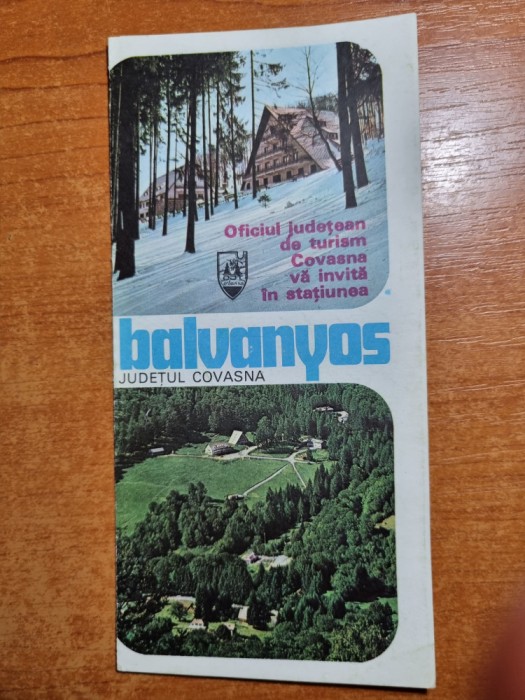 Oficiul județean
de turism
Covasna
vă invită
în stațiunea
balvanyos
JUDEȚUL COVASNA